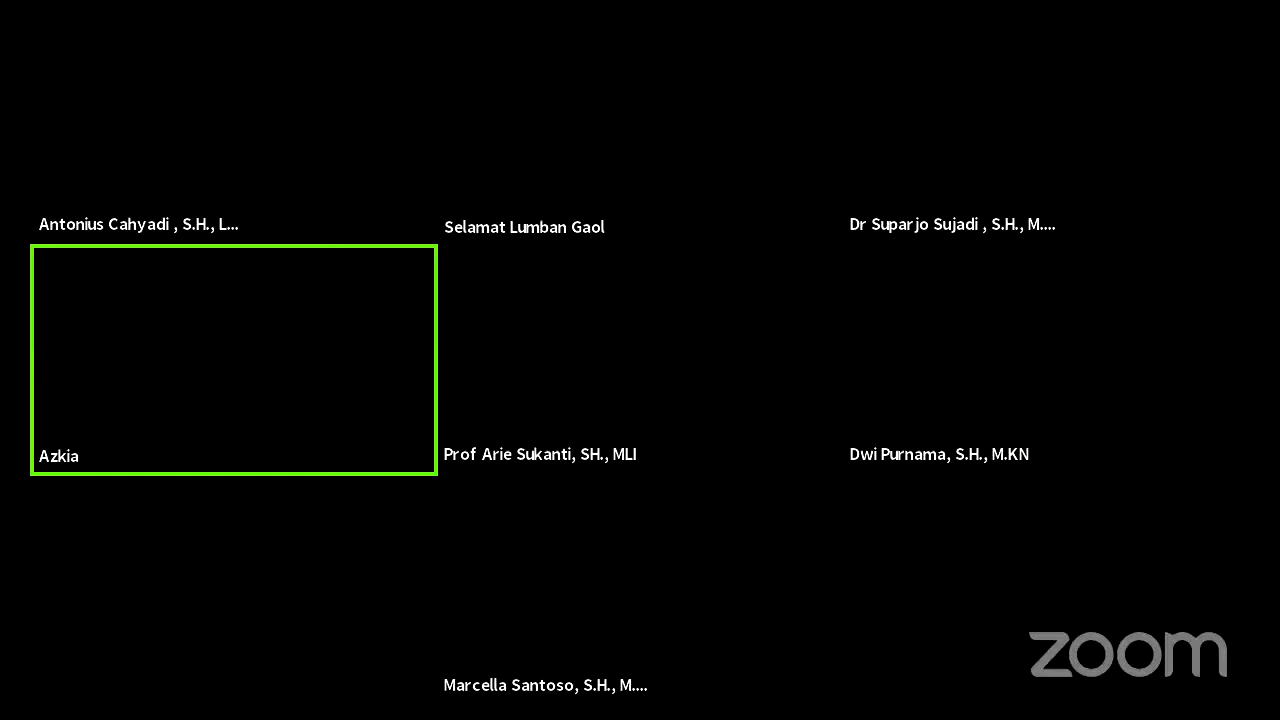 Antonius Cahyadi , S.H., L...
Selamat Lumban Gaol
Dr Suparjo Sujadi , S.H., M....
Azkia
Prof Arie Sukanti, SH., MLI
Dwi Purnama, S.H., M.KN
Marcella Santoso, S.H., M....
zoom